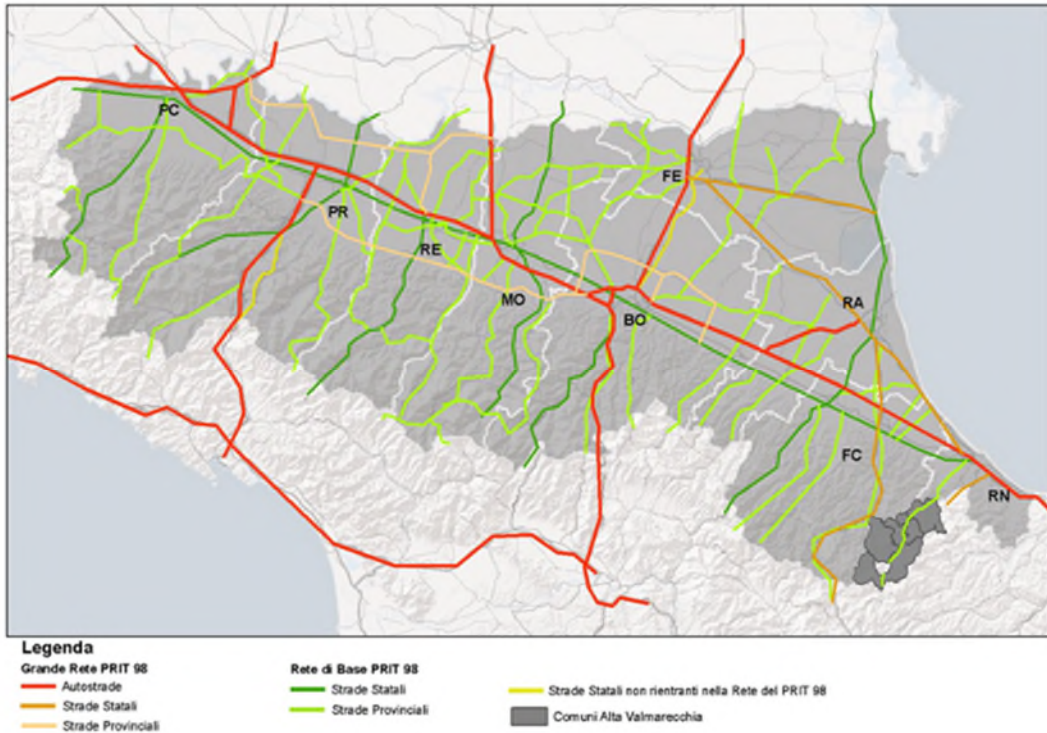 PC
FE
PR
RE
RA
MO
BO
FC
RN
Legenda
Grande Rete PRIT 98
Autostrade
Strade Statali
Strade Provinciali
Rete di Base PRIT 98
Strade Statali
Strade Provinciali
Strade Statali non rientranti nella Rete del PRIT 98
Comuni Alta Valmarecchia